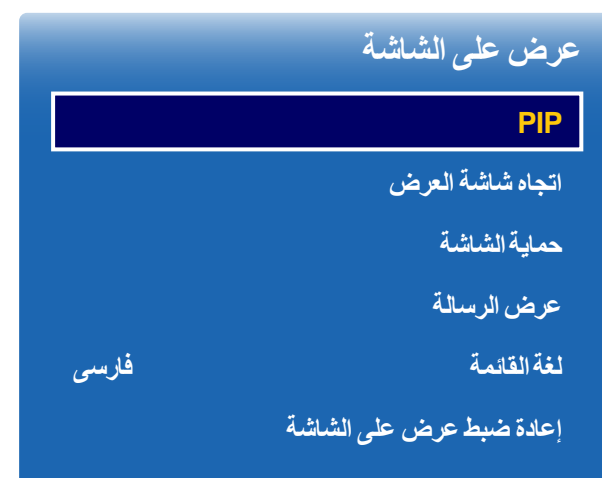 عرض على الشاشة
PIP
اتجاه شاشة العرض
حماية الشاشة
عرض الرسالة
لغة القائمة فارسى
إعادة ضبط عرض على الشاشة